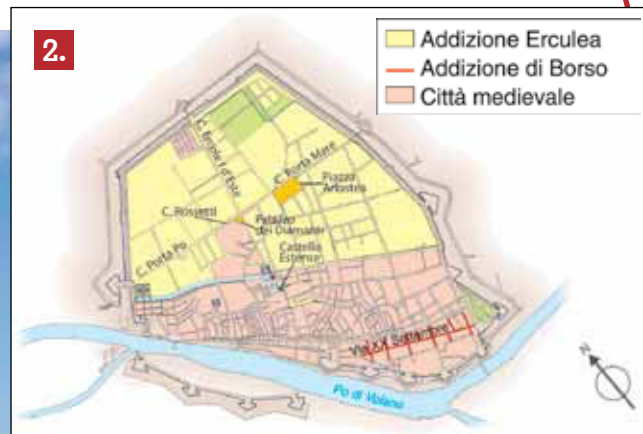 2.
Addizione Erculea
Addizione di Borso
Città medievale
C. Ercole I d'Este
C. Porta Mare
Piazza
Ariostea
C. Rossetti
Palazzo
dei Diamanti
Castello
Estense
C. Porta Po
Via XX Settembre
Po di Volano
N